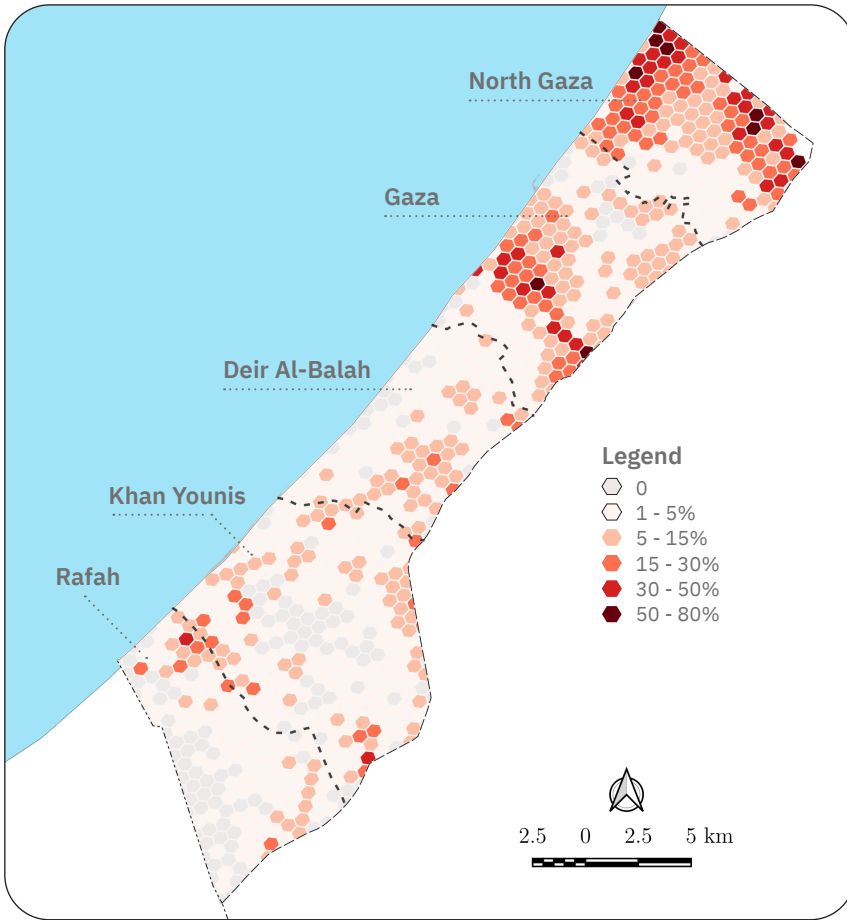 North Gaza
Gaza
Deir Al-Balah
Khan Younis
Rafah
Legend
0
1 - 5%
5 - 15%
15 - 30%
30 - 50%
50 - 80%
2.5 0 2.5 5 km